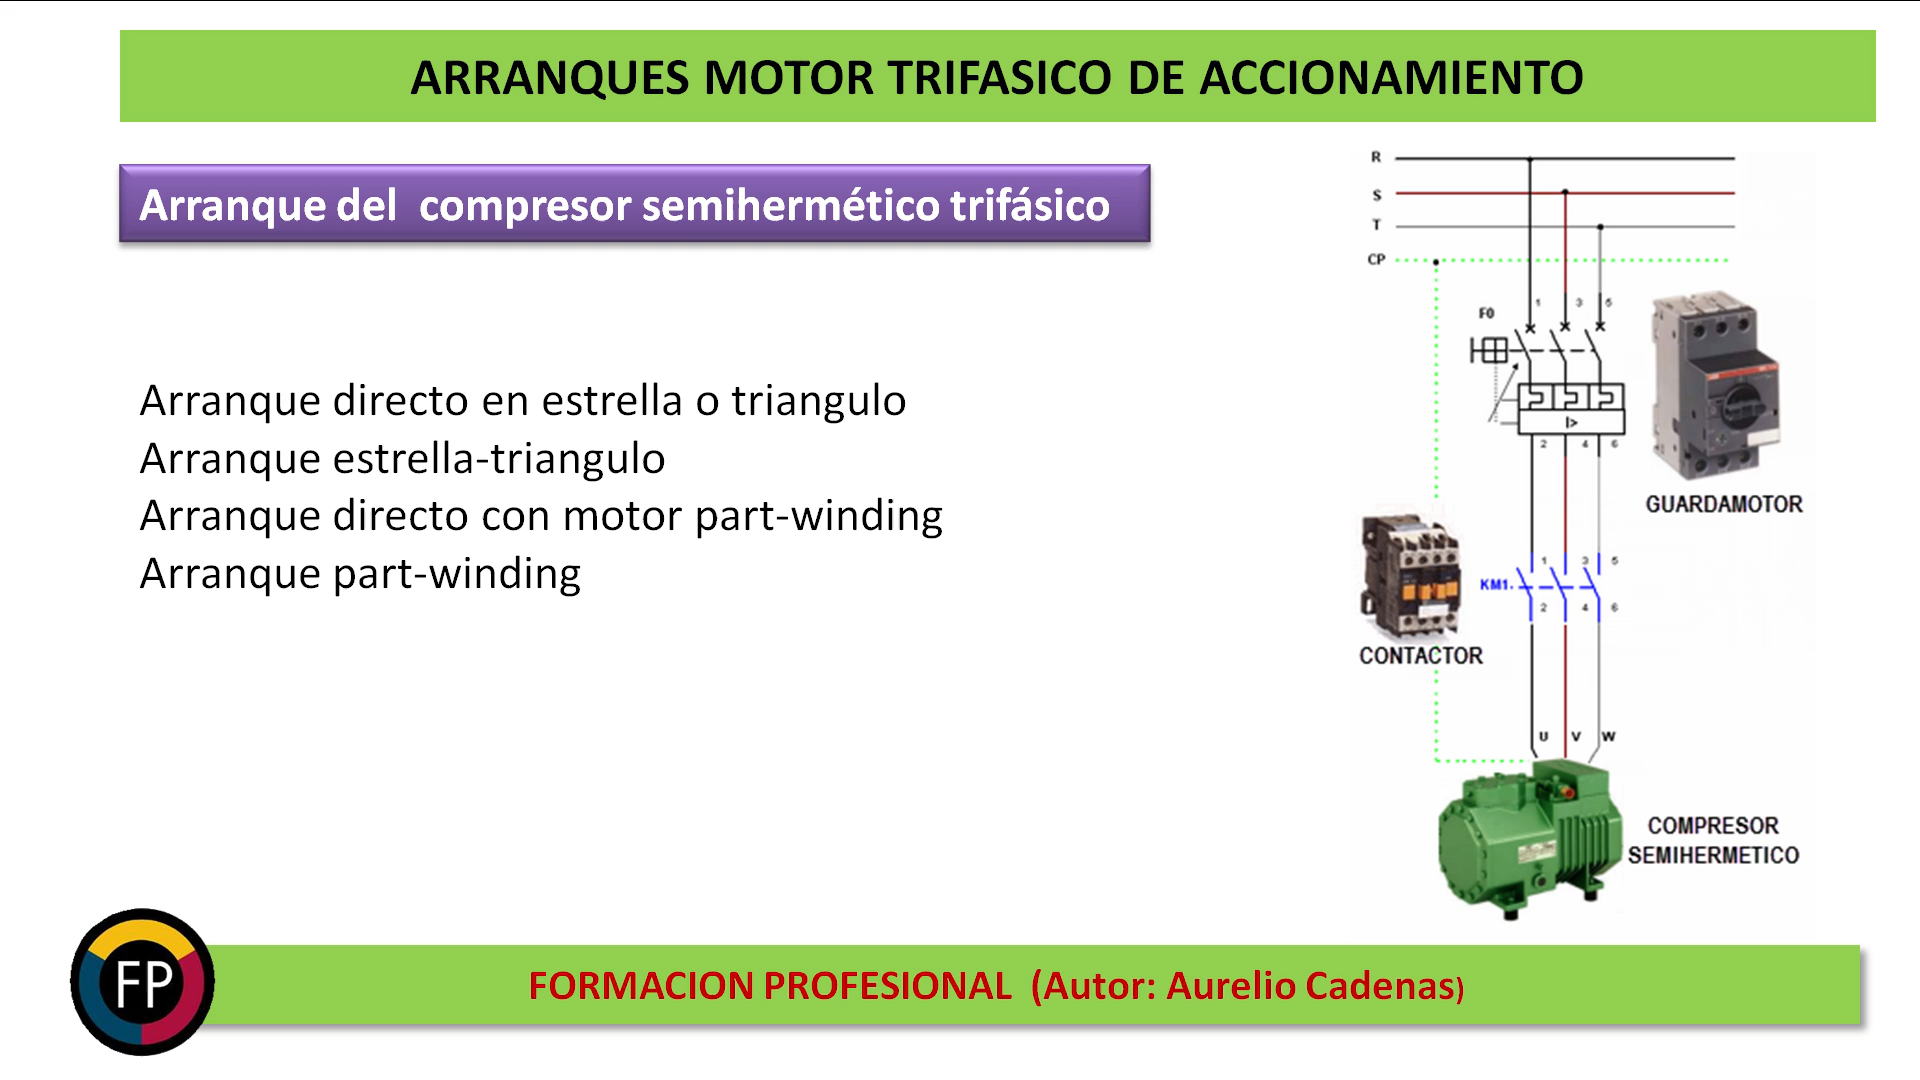 ARRANQUES MOTOR TRIFASICO DE ACCIONAMIENTO
Arranque del  compresor semihermético trifásico
Arranque directo en estrella o triangulo
Arranque estrella-triangulo
Arranque directo con motor part-winding
Arranque part-winding
R
S
T
CP
1 3 5
F0
I>
2 4 6
GUARDAMOTOR
1 3 5
KM1
2 4 6
CONTACTOR
U V W
COMPRESOR
SEMIHERMETICO
FP
FORMACION PROFESIONAL  (Autor: Aurelio Cadenas)